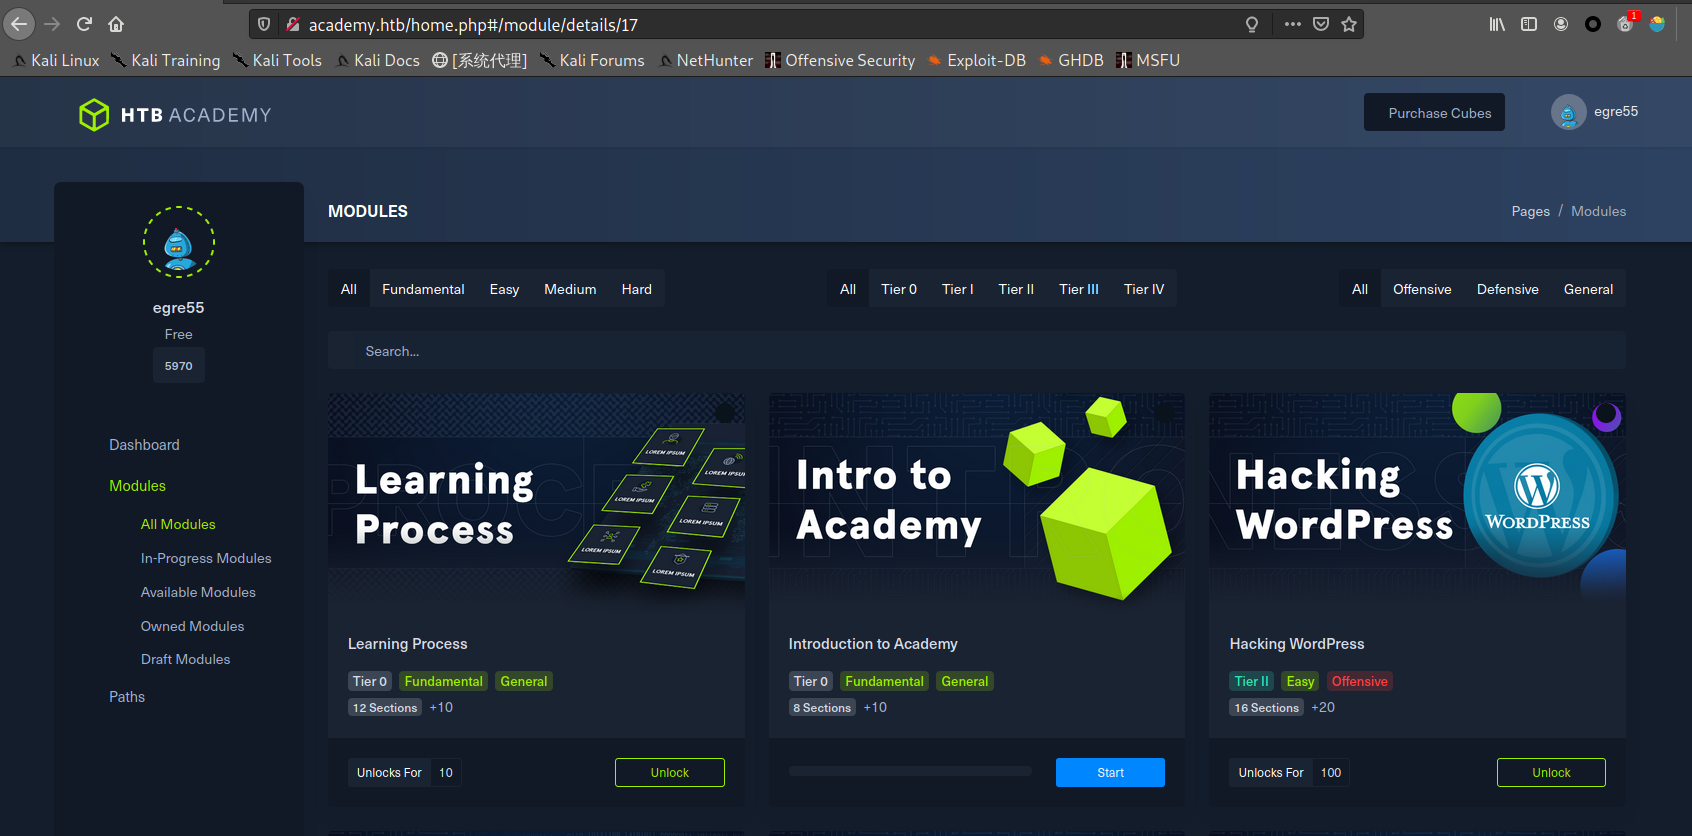 academy.htb/home.php#/module/details/17
1
Kali Linux Kali Training Kali Tools Kali Docs [系统代理] Kali Forums NetHunter Offensive Security Exploit-DB GHDB MSFU
HTB ACADEMY
Purchase Cubes
egre55
MODULES
Pages / Modules
egre55
Free
5970
Dashboard
Modules
All Modules
In-Progress Modules
Available Modules
Owned Modules
Draft Modules
Paths
All Fundamental Easy Medium Hard
All Tier 0 Tier I Tier II Tier III Tier IV
All Offensive Defensive General
Search...
Learning
Process
LOREM IPSUM
LOREM IPSUM
LOREM IPSUM
LOREM IPSUM
LOREM IPSUM
LOREM IPSUM
Learning Process
Tier 0 Fundamental General
12 Sections +10
Unlocks For 10
Unlock
Intro to
Academy
Introduction to Academy
Tier 0 Fundamental General
8 Sections +10
Start
Hacking
WordPress
WORDPRESS
Hacking WordPress
Tier II Easy Offensive
16 Sections +20
Unlocks For 100
Unlock